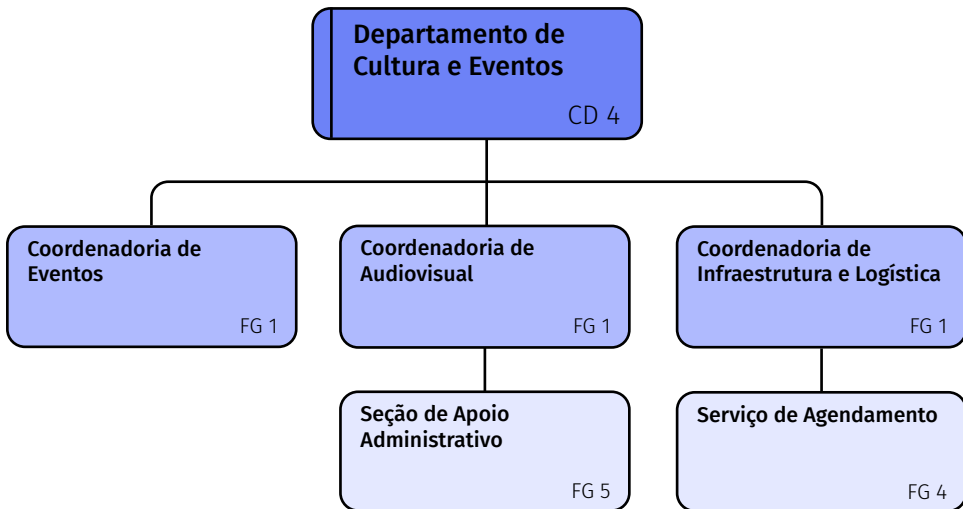 Departamento de
Cultura e Eventos
CD 4
Coordenadoria de
Eventos
FG 1
Coordenadoria de
Audiovisual
FG 1
Coordenadoria de
Infraestrutura e Logística
FG 1
Seção de Apoio
Administrativo
FG 5
Serviço de Agendamento
FG 4